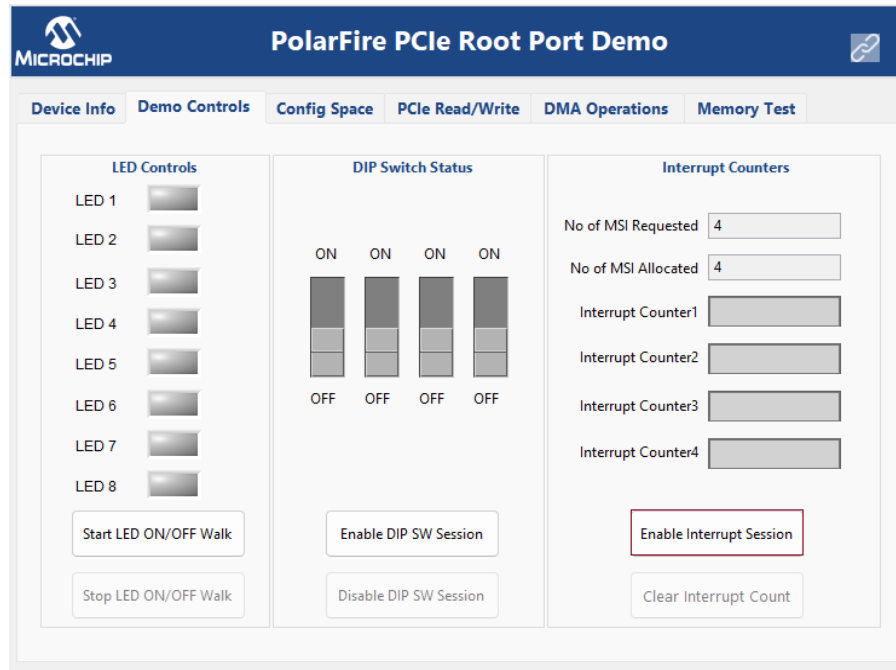 MICROCHIP
PolarFire PCIe Root Port Demo
Device Info
Demo Controls
Config Space
PCIe Read/Write
DMA Operations
Memory Test
LED Controls
LED 1
LED 2
LED 3
LED 4
LED 5
LED 6
LED 7
LED 8
Start LED ON/OFF Walk
Stop LED ON/OFF Walk
DIP Switch Status
ON ON ON ON
OFF OFF OFF OFF
Enable DIP SW Session
Disable DIP SW Session
Interrupt Counters
No of MSI Requested 4
No of MSI Allocated 4
Interrupt Counter1
Interrupt Counter2
Interrupt Counter3
Interrupt Counter4
Enable Interrupt Session
Clear Interrupt Count